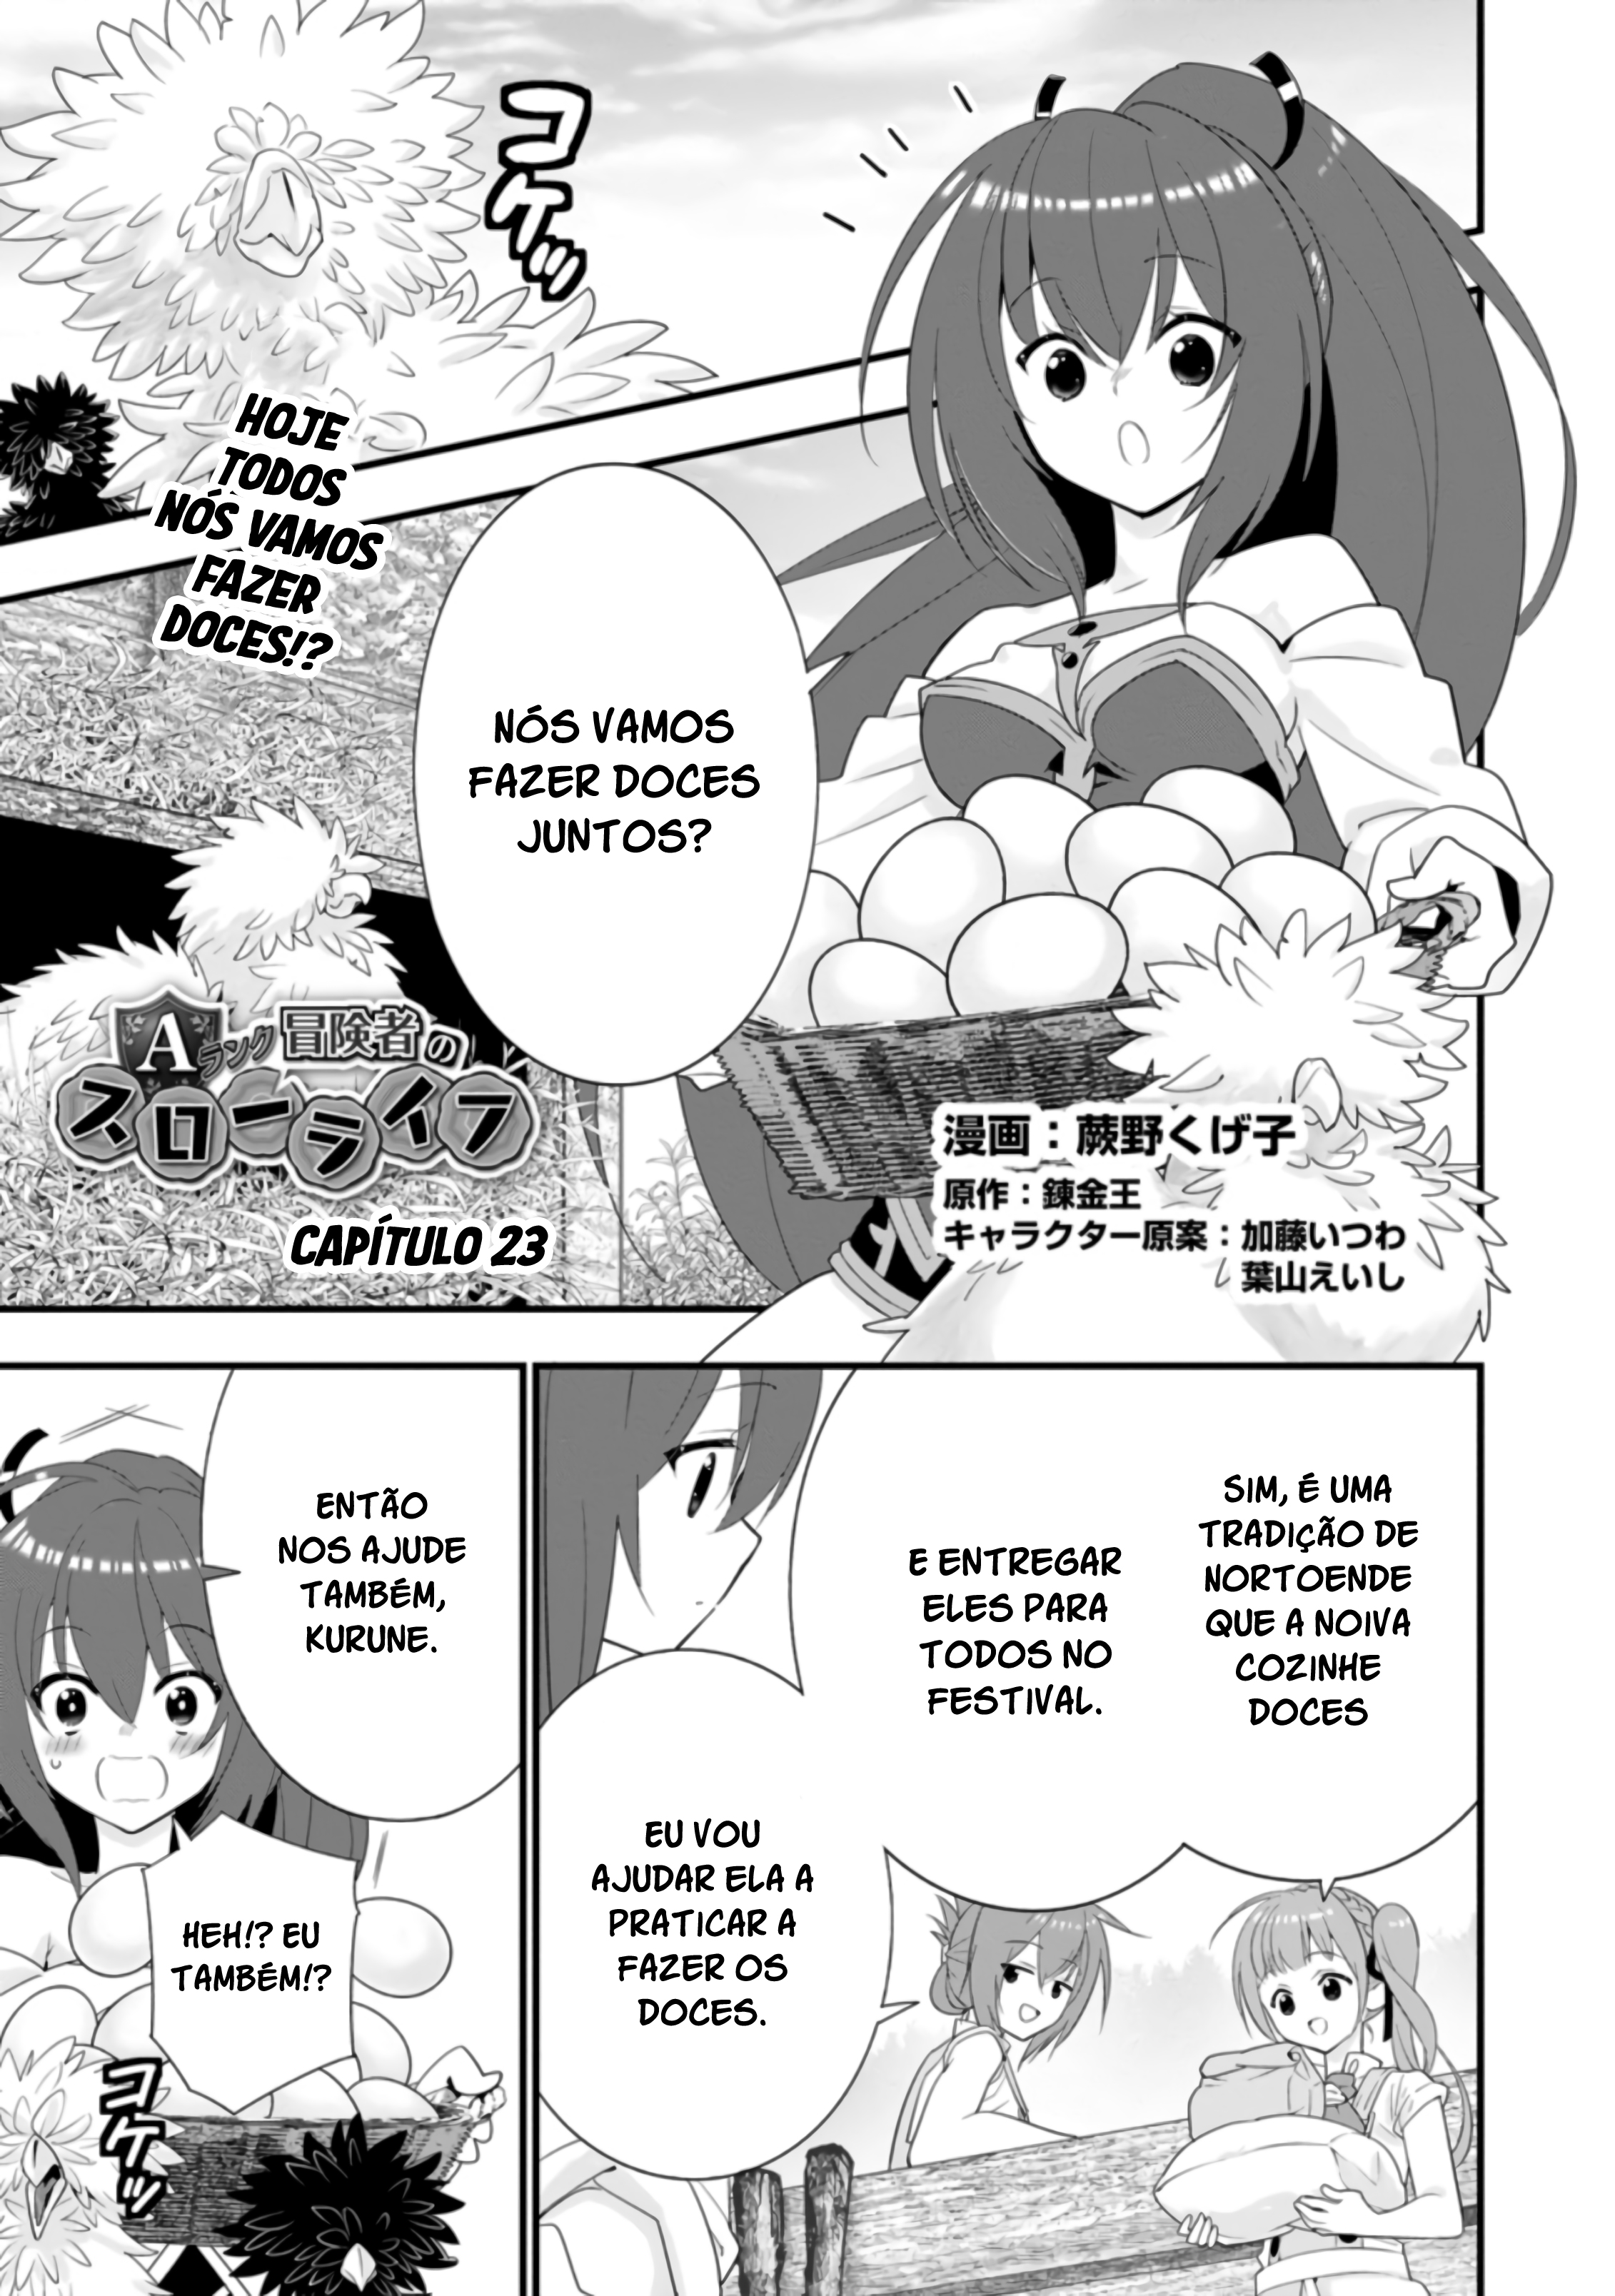 コケッ
HOJE
TODOS
NÓS VAMOS
FAZER
DOCES!?
NÓS VAMOS
FAZER DOCES
JUNTOS?
Aランク冒険者の
スローライフ
CAPÍTULO 23
漫画：蕨野くげ子
原作：錬金王
キャラクター原案：加藤いつわ
葉山えいし
SIM, É UMA
TRADIÇÃO DE
NORTOENDE
QUE A NOIVA
COZINHE
DOCES
E ENTREGAR
ELES PARA
TODOS NO
FESTIVAL.
EU VOU
AJUDAR ELA A
PRATICAR A
FAZER OS
DOCES.
ENTÃO
NOS AJUDE
TAMBÉM,
KURUNE.
HEH!? EU
TAMBÉM!?
コケッ